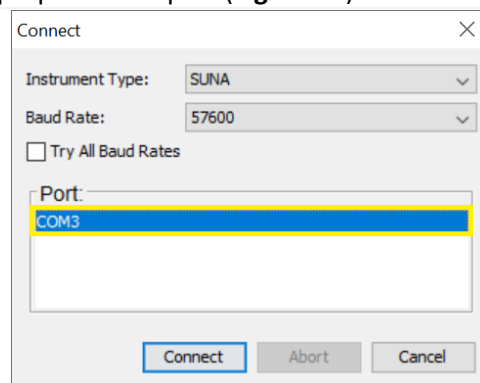 Connect
Instrument Type: SUNA
Baud Rate: 57600
Try All Baud Rates
Port:
COM3
Connect Abort Cancel